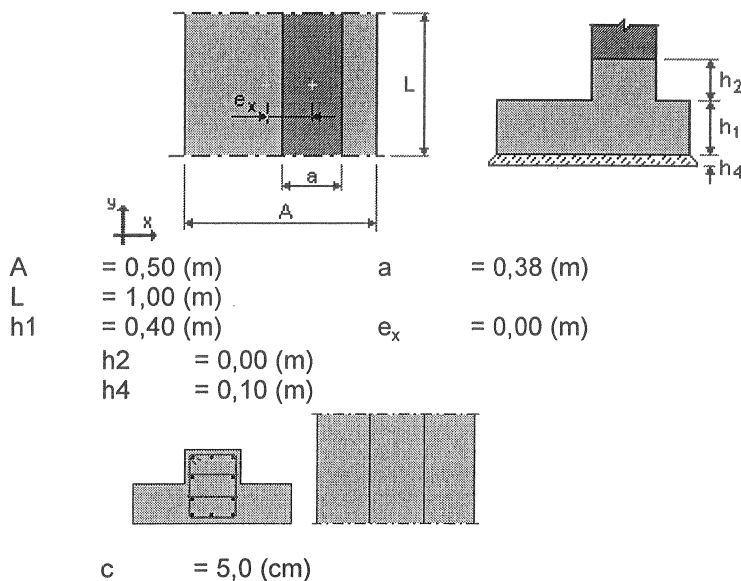 L
eₓ
a
A
y
x
h₂
h₁
h4
A = 0,50 (m) a = 0,38 (m)
L = 1,00 (m)
h1 = 0,40 (m) eₓ = 0,00 (m)
h2 = 0,00 (m)
h4 = 0,10 (m)
c = 5,0 (cm)